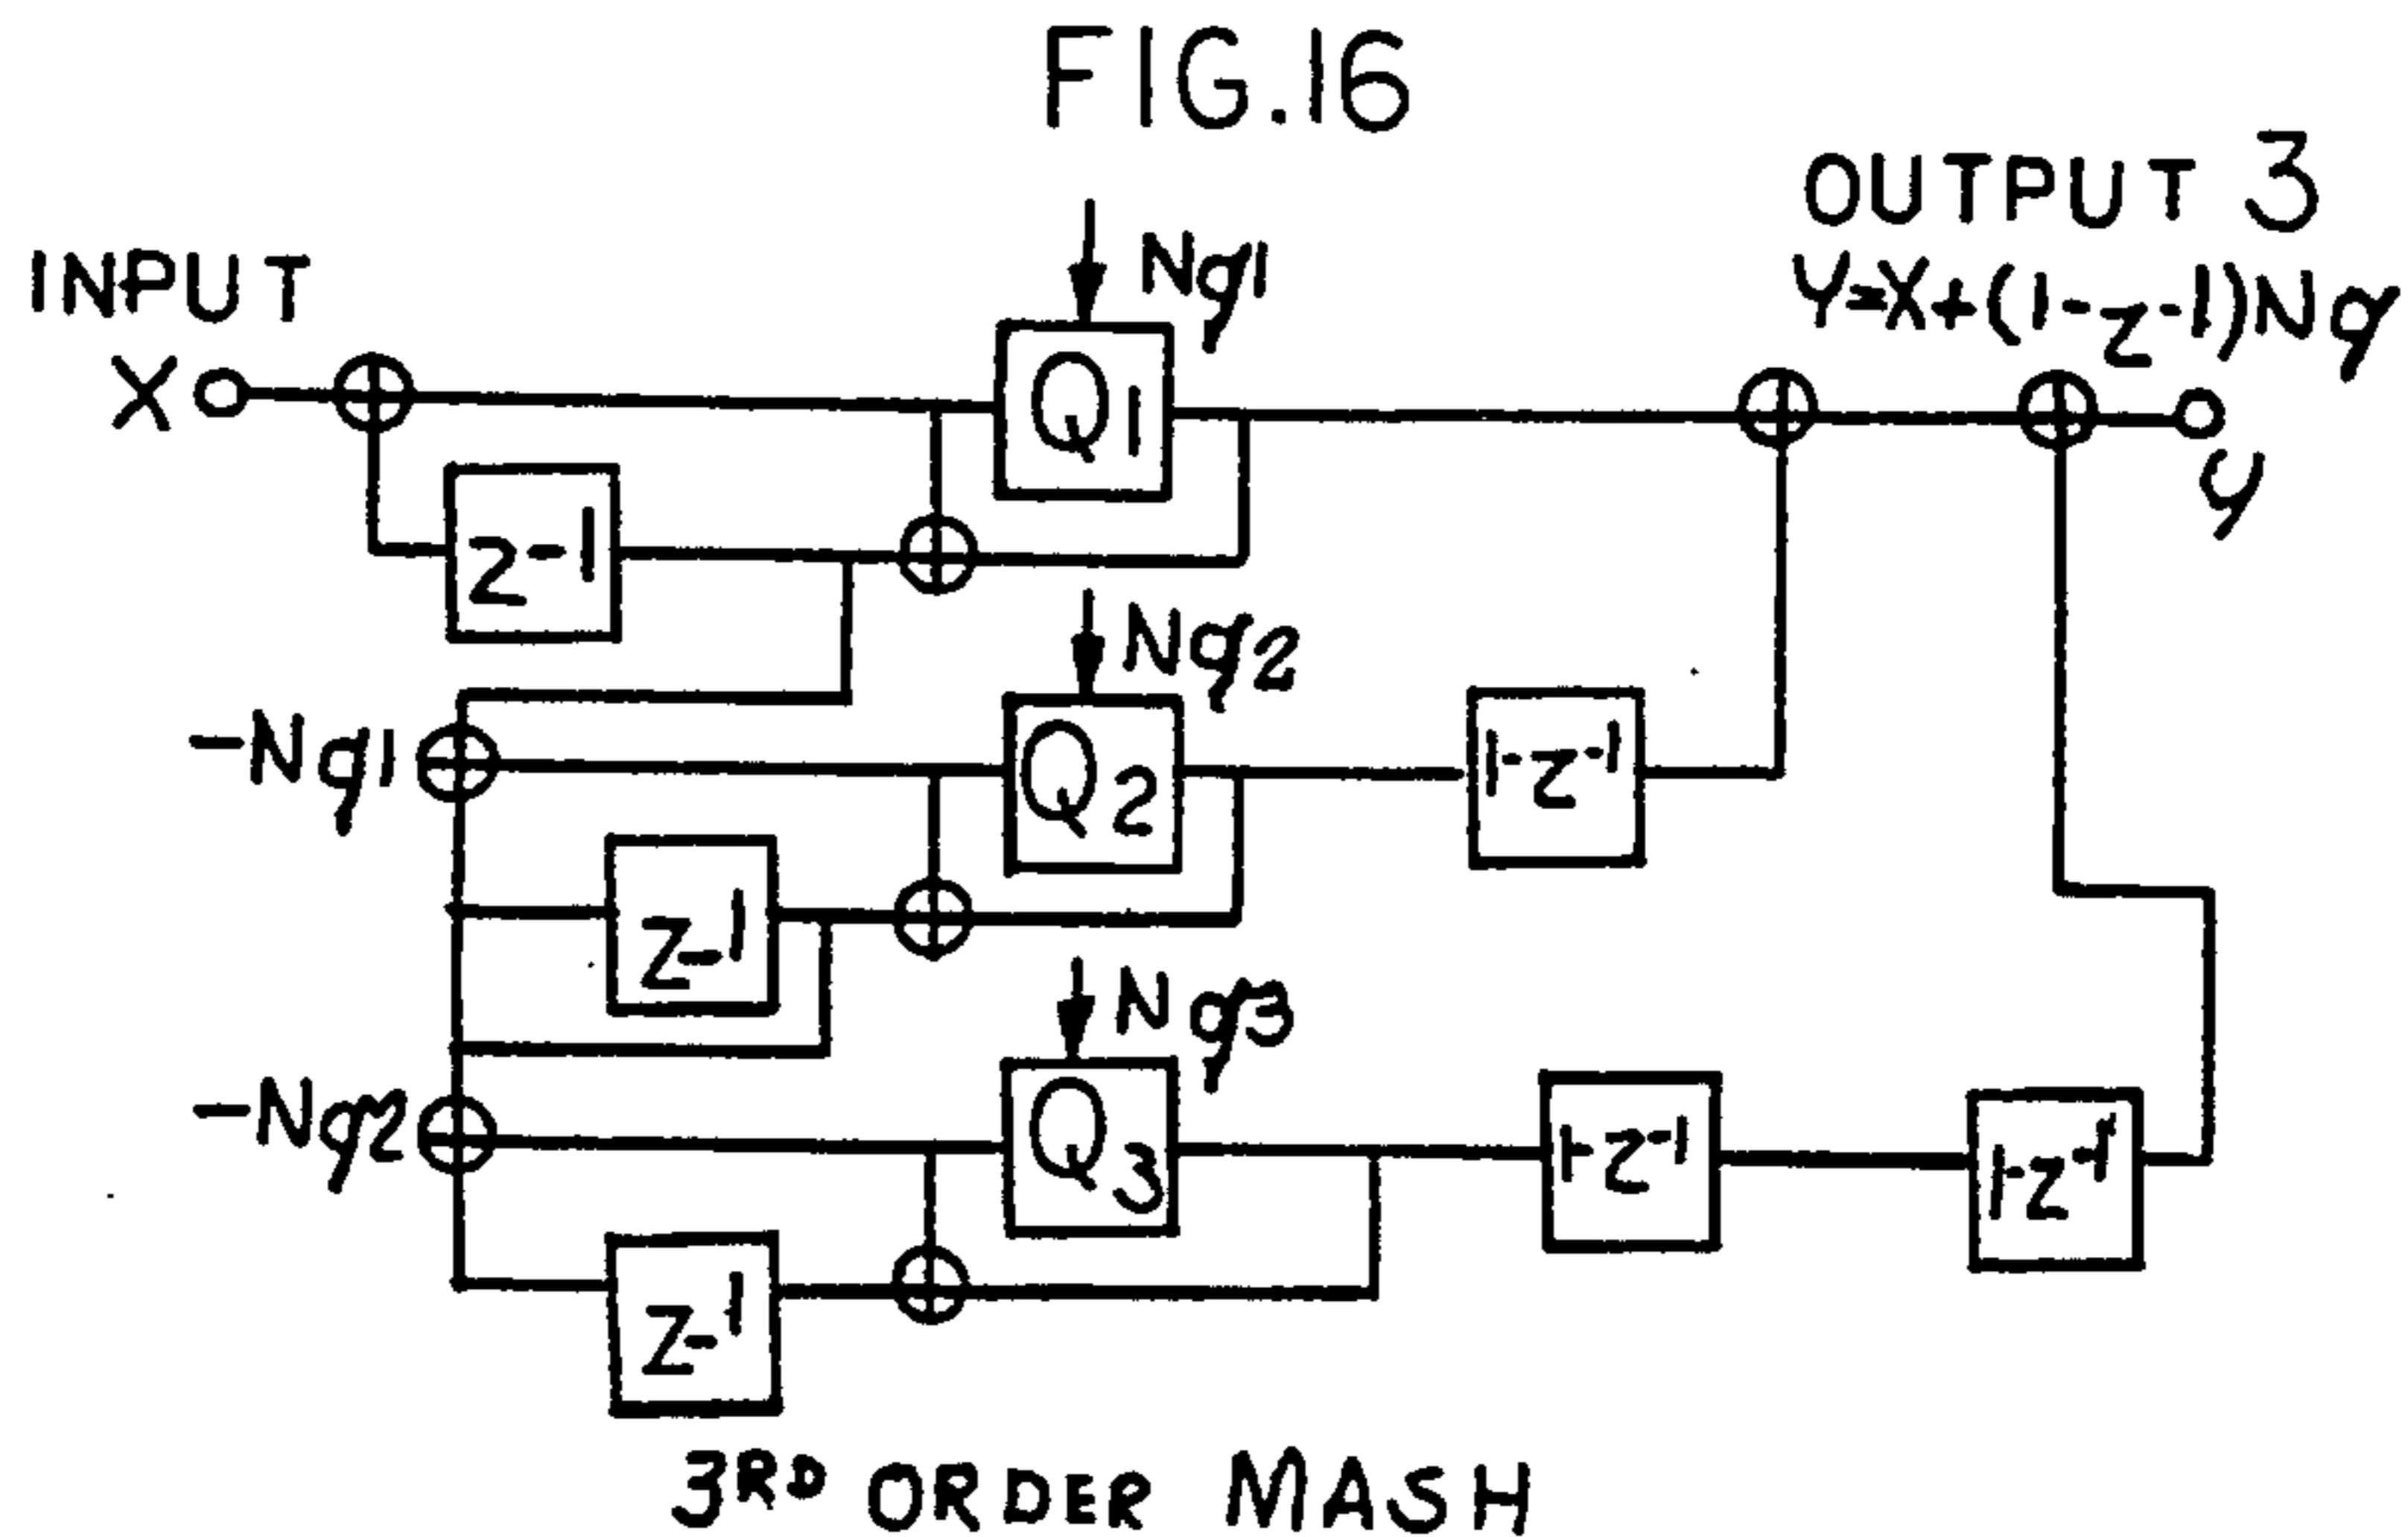 FIG.16
OUTPUT 3
Y=X+(1-z-1)Nq
INPUT
X
Nq1
Q1
y
z-1
Nq2
-Nq1
Q2
1-z-1
z-1
Nq3
-Nq2
Q3
1-z-1
1-z-1
z-1
3RD ORDER MASH